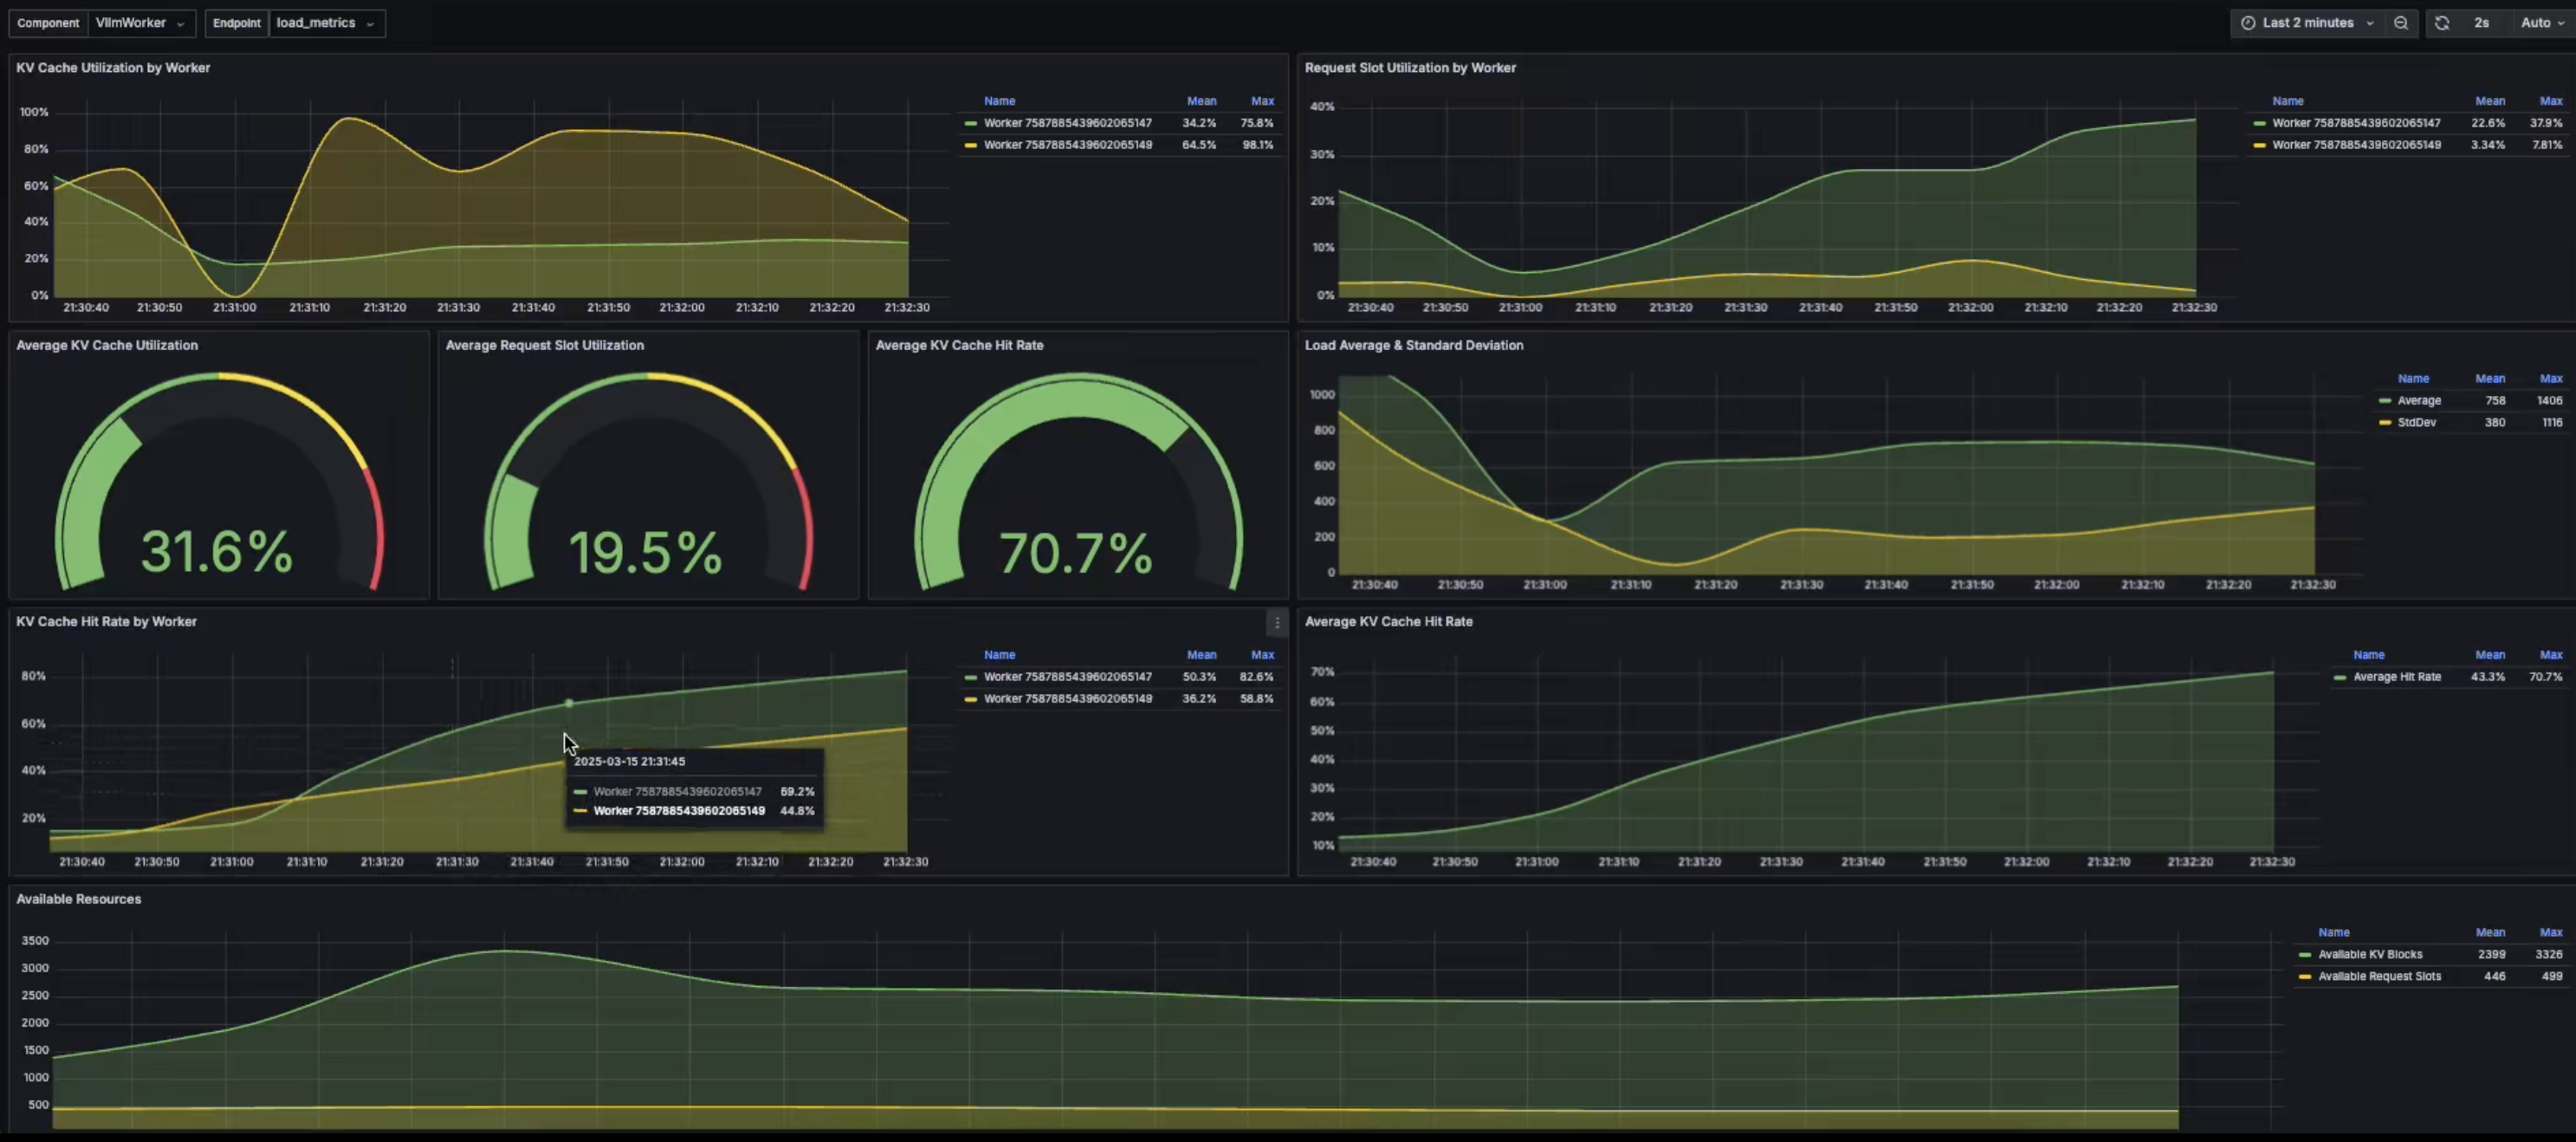 Component VllmWorker Endpoint load_metrics Last 2 minutes 2s Auto
KV Cache Utilization by Worker
100%
80%
60%
40%
20%
0%
21:30:40 21:30:50 21:31:00 21:31:10 21:31:20 21:31:30 21:31:40 21:31:50 21:32:00 21:32:10 21:32:20 21:32:30
Name Mean Max
Worker 7587885439602065147 34.2% 75.8%
Worker 7587885439602065149 64.5% 98.1%
Request Slot Utilization by Worker
40%
30%
20%
10%
0%
21:30:40 21:30:50 21:31:00 21:31:10 21:31:20 21:31:30 21:31:40 21:31:50 21:32:00 21:32:10 21:32:20 21:32:30
Name Mean Max
Worker 7587885439602065147 22.6% 37.9%
Worker 7587885439602065149 3.34% 7.81%
Average KV Cache Utilization
31.6%
Average Request Slot Utilization
19.5%
Average KV Cache Hit Rate
70.7%
Load Average & Standard Deviation
1000
800
600
400
200
0
21:30:40 21:30:50 21:31:00 21:31:10 21:31:20 21:31:30 21:31:40 21:31:50 21:32:00 21:32:10 21:32:20 21:32:30
Name Mean Max
Average 758 1406
StdDev 380 1116
KV Cache Hit Rate by Worker
80%
60%
40%
20%
21:30:40 21:30:50 21:31:00 21:31:10 21:31:20 21:31:30 21:31:40 21:31:50 21:32:00 21:32:10 21:32:20 21:32:30
2025-03-15 21:31:45
Worker 7587885439602065147 69.2%
Worker 7587885439602065149 44.8%
Name Mean Max
Worker 7587885439602065147 50.3% 82.6%
Worker 7587885439602065149 36.2% 58.8%
Average KV Cache Hit Rate
70%
60%
50%
40%
30%
20%
10%
21:30:40 21:30:50 21:31:00 21:31:10 21:31:20 21:31:30 21:31:40 21:31:50 21:32:00 21:32:10 21:32:20 21:32:30
Name Mean Max
Average Hit Rate 43.3% 70.7%
Available Resources
3500
3000
2500
2000
1500
1000
500
Name Mean Max
Available KV Blocks 2399 3326
Available Request Slots 446 499